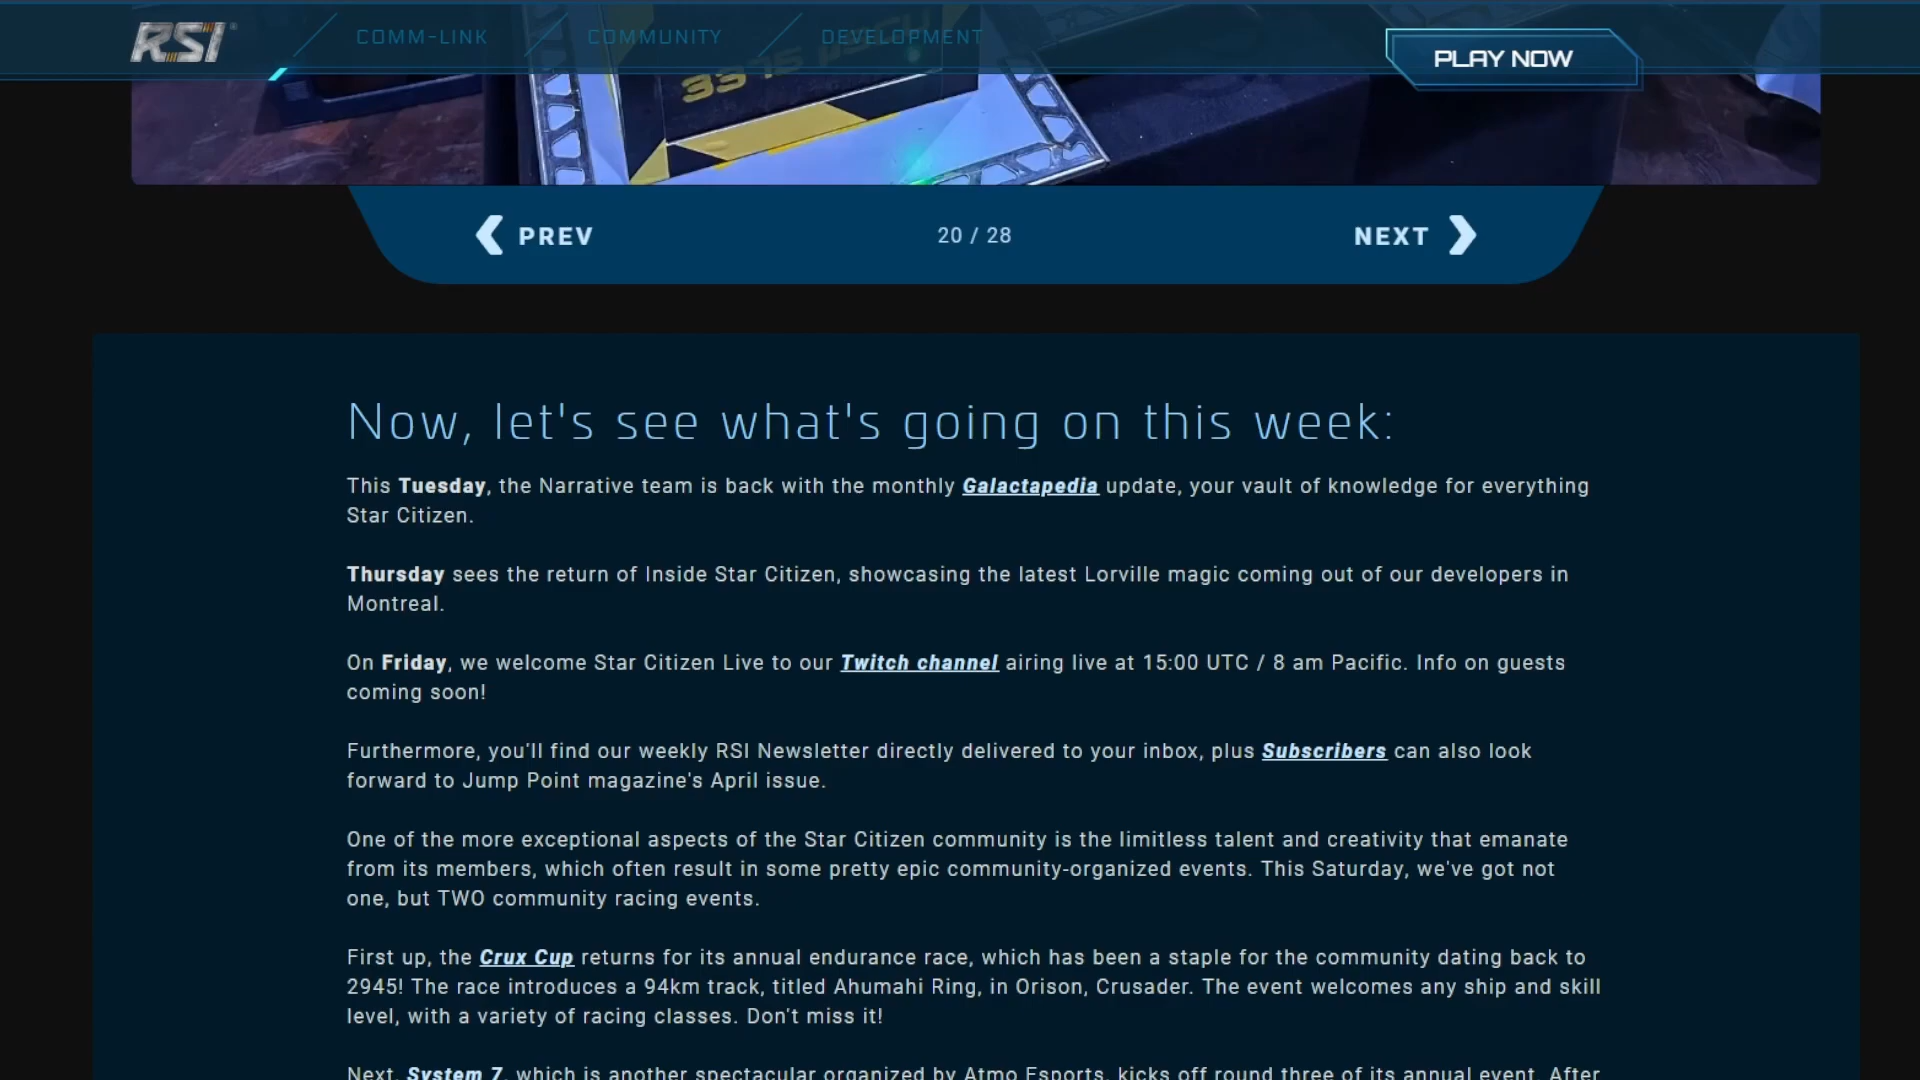 RSI COMM-LINK COMMUNITY DEVELOPMENT PLAY NOW
PREV 20 / 28 NEXT
Now, let's see what's going on this week:
This Tuesday, the Narrative team is back with the monthly Galactapedia update, your vault of knowledge for everything
Star Citizen.
Thursday sees the return of Inside Star Citizen, showcasing the latest Lorville magic coming out of our developers in
Montreal.
On Friday, we welcome Star Citizen Live to our Twitch channel airing live at 15:00 UTC / 8 am Pacific. Info on guests
coming soon!
Furthermore, you'll find our weekly RSI Newsletter directly delivered to your inbox, plus Subscribers can also look
forward to Jump Point magazine's April issue.
One of the more exceptional aspects of the Star Citizen community is the limitless talent and creativity that emanate
from its members, which often result in some pretty epic community-organized events. This Saturday, we've got not
one, but TWO community racing events.
First up, the Crux Cup returns for its annual endurance race, which has been a staple for the community dating back to
2945! The race introduces a 94km track, titled Ahumahi Ring, in Orison, Crusader. The event welcomes any ship and skill
level, with a variety of racing classes. Don't miss it!
Next, System 7, which is another spectacular organized by Atmo Esports, kicks off round three of its annual event. After